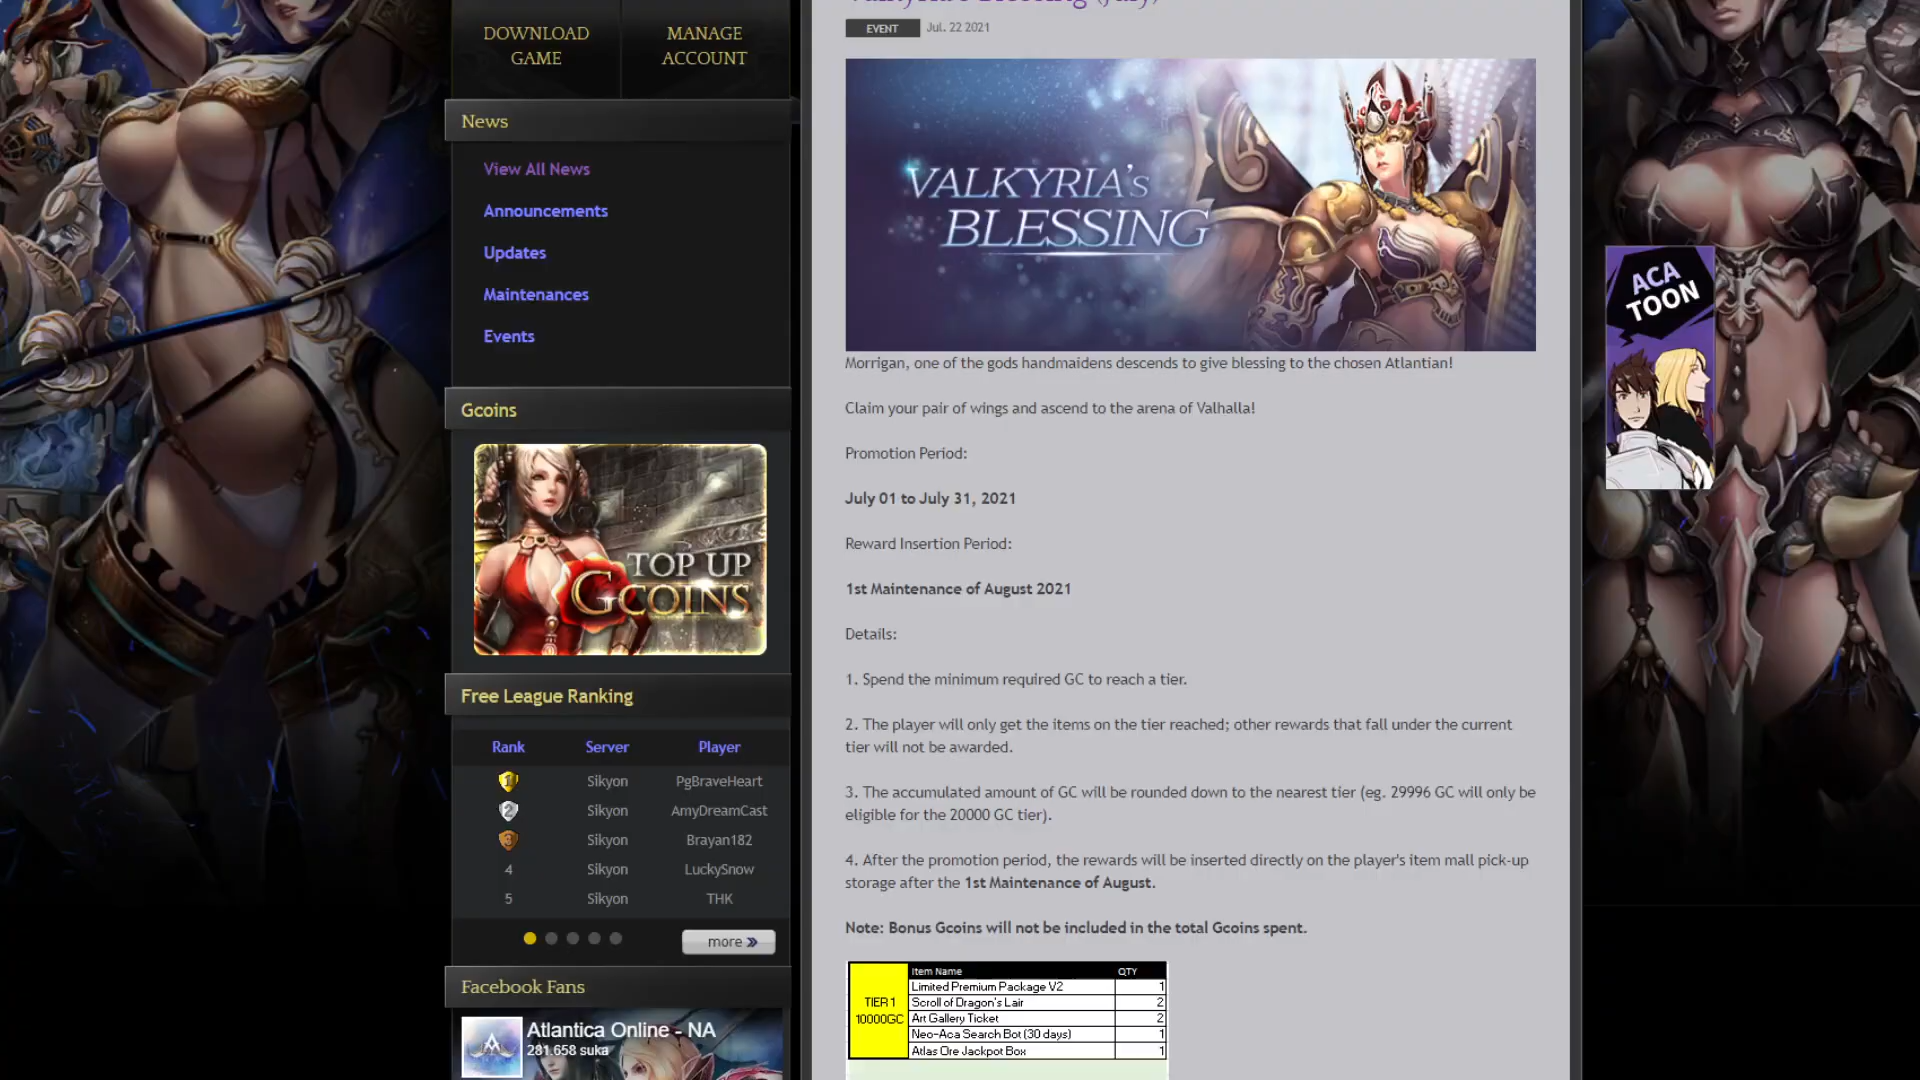 DOWNLOAD
GAME
MANAGE
ACCOUNT
News
View All News
Announcements
Updates
Maintenances
Events
Gcoins
TOP UP
GCOINS
Free League Ranking
Rank Server Player
1 Sikyon PgBraveHeart
2 Sikyon AmyDreamCast
3 Sikyon Brayan182
4 Sikyon LuckySnow
5 Sikyon THK
more »
Facebook Fans
Atlantica Online - NA
281.658 suka
Valkyria's Blessing (July)
EVENT Jul. 22 2021
VALKYRIA's
BLESSING
Morrigan, one of the gods handmaidens descends to give blessing to the chosen Atlantian!
Claim your pair of wings and ascend to the arena of Valhalla!
Promotion Period:
July 01 to July 31, 2021
Reward Insertion Period:
1st Maintenance of August 2021
Details:
1. Spend the minimum required GC to reach a tier.
2. The player will only get the items on the tier reached; other rewards that fall under the current
tier will not be awarded.
3. The accumulated amount of GC will be rounded down to the nearest tier (eg. 29996 GC will only be
eligible for the 20000 GC tier).
4. After the promotion period, the rewards will be inserted directly on the player's item mall pick-up
storage after the 1st Maintenance of August.
Note: Bonus Gcoins will not be included in the total Gcoins spent.
Item Name QTY
TIER 1
10000GC
Limited Premium Package V2 1
Scroll of Dragon's Lair 2
Art Gallery Ticket 2
Neo-Aca Search Bot (30 days) 1
Atlas Ore Jackpot Box 1
ACA
TOON